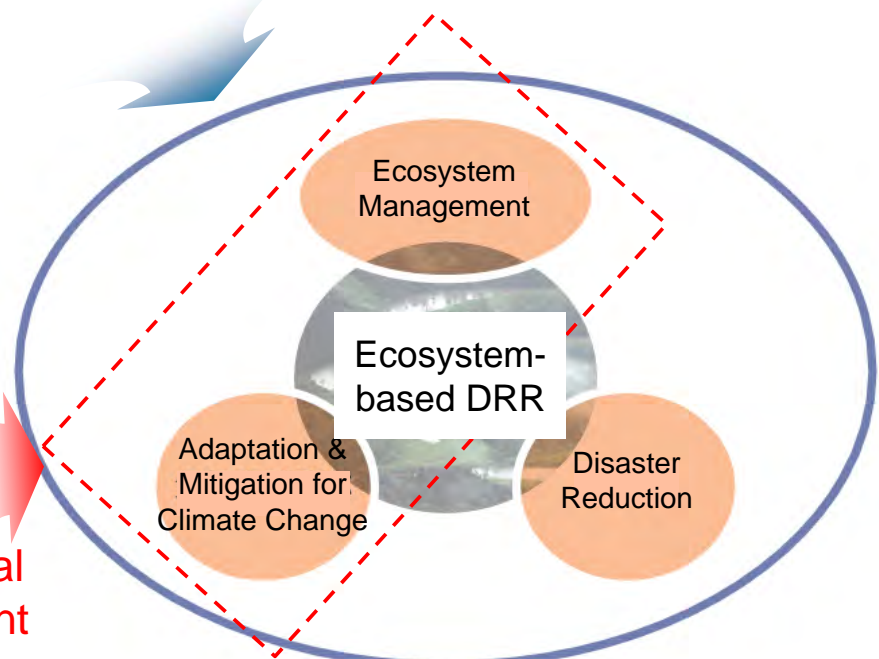 Ecosystem
Management
Ecosystem-
based DRR
Adaptation &
Mitigation for
Climate Change
Disaster
Reduction
al
nt